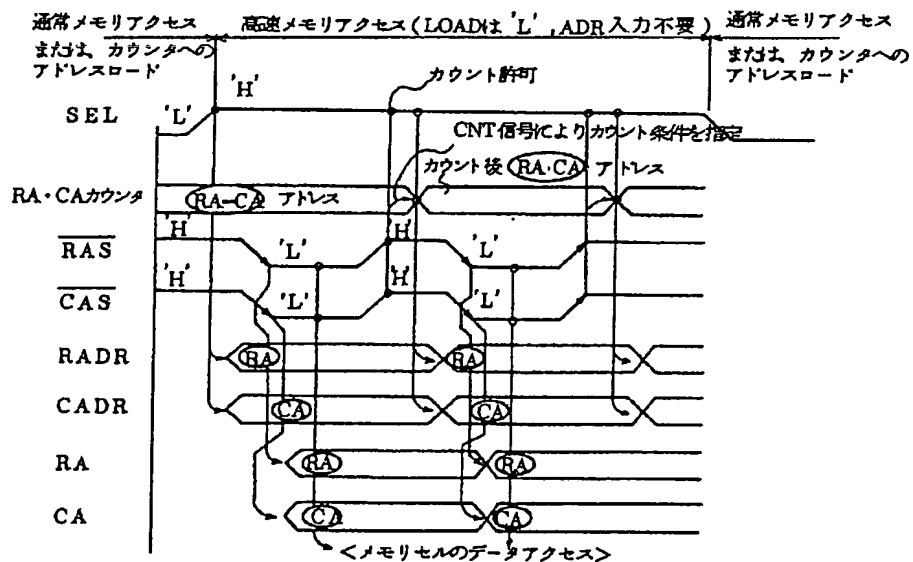 通常メモリアクセス
または、カウンタへの
アドレスロード
高速メモリアクセス(LOADは'L',ADR入力不要)
通常メモリアクセス
または、カウンタへの
アドレスロード
カウント許可
SEL 'L' 'H'
CNT信号によりカウント条件を指定
カウント後 RA・CA アドレス
RA・CAカウンタ RA-CA アドレス
RAS 'H' 'L' 'H' 'L'
CAS 'H' 'L' 'H' 'L'
RADR RA RA
CADR CA CA
RA RA RA
CA CA CA
<メモリセルのデータアクセス>